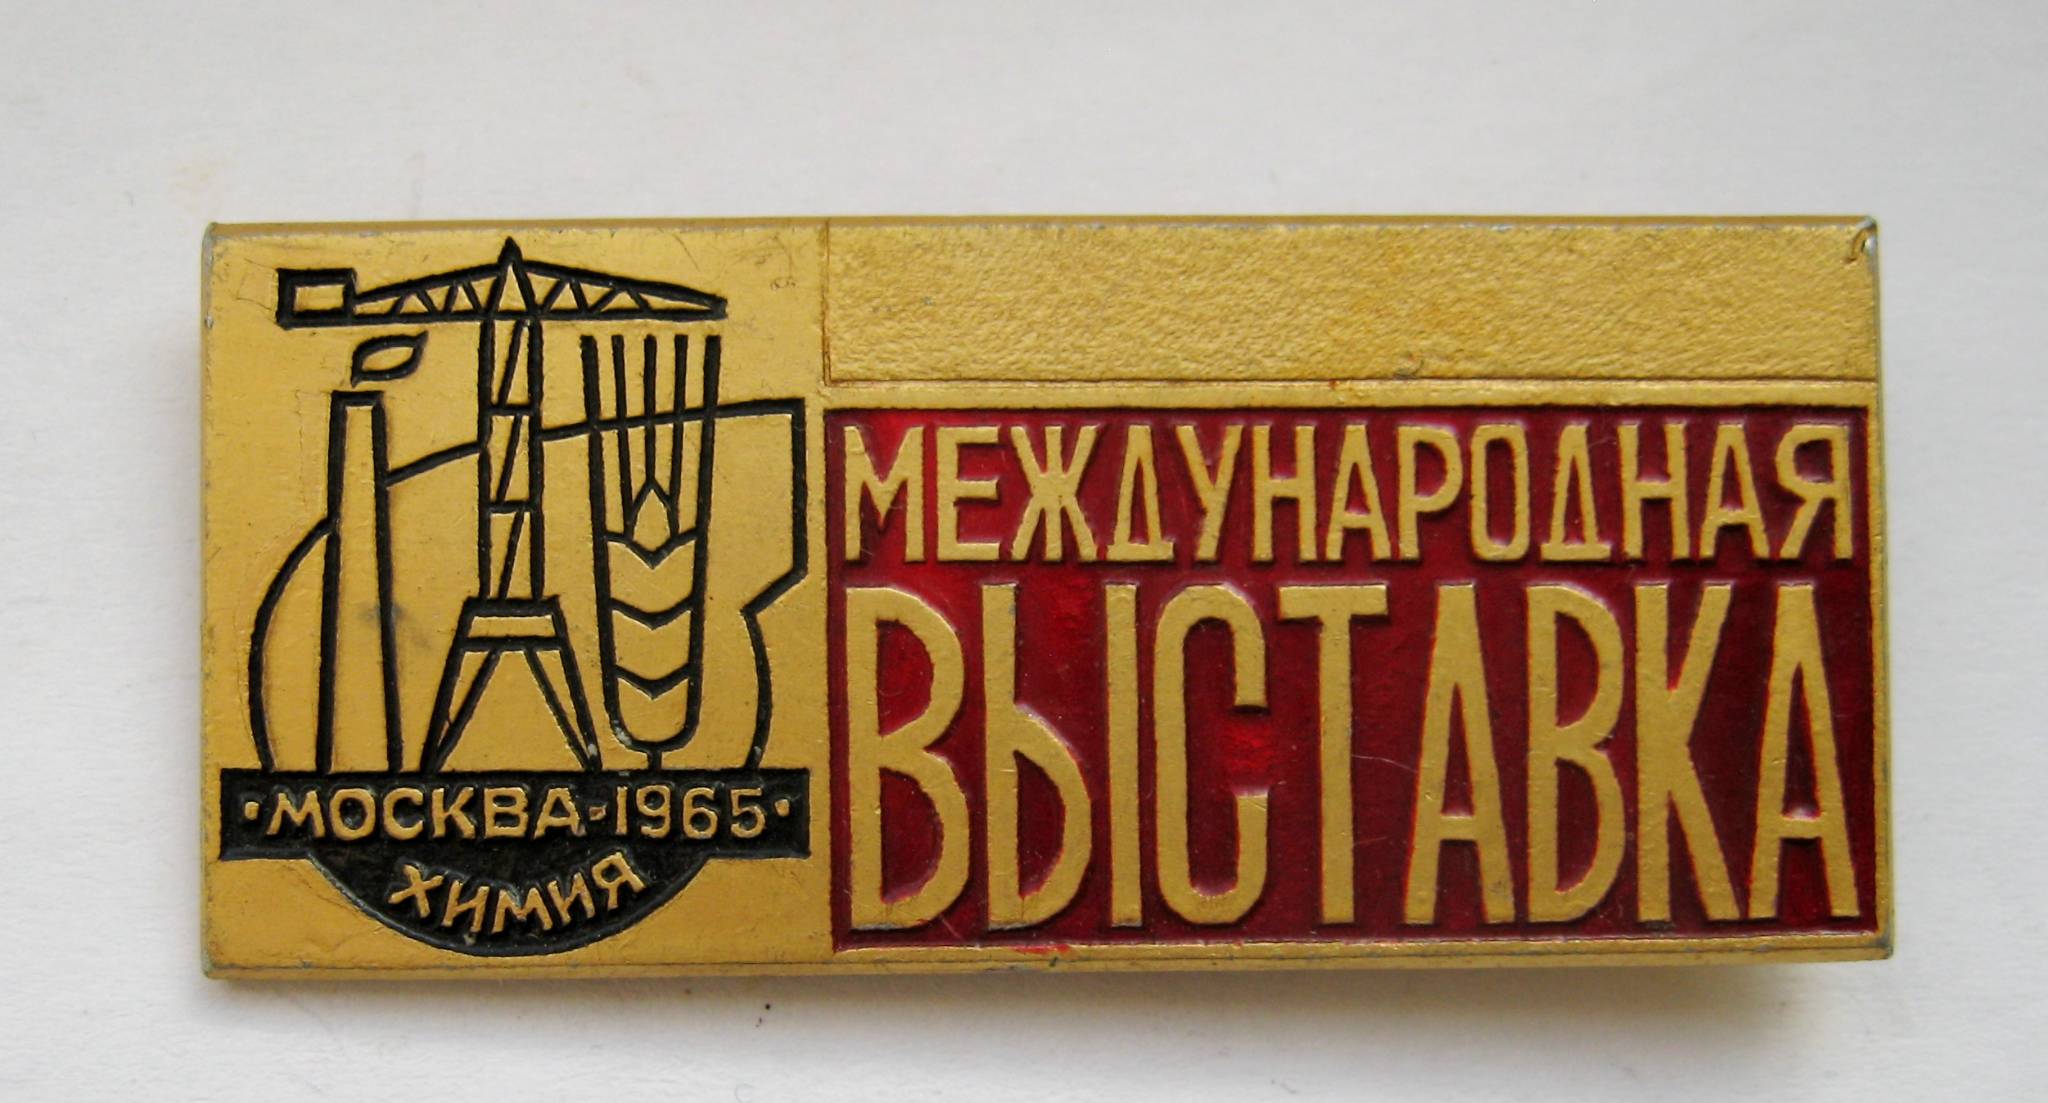 ·МОСКВА-1965·
ХИМИЯ
МЕЖДУНАРОДНАЯ
ВЫСТАВКА